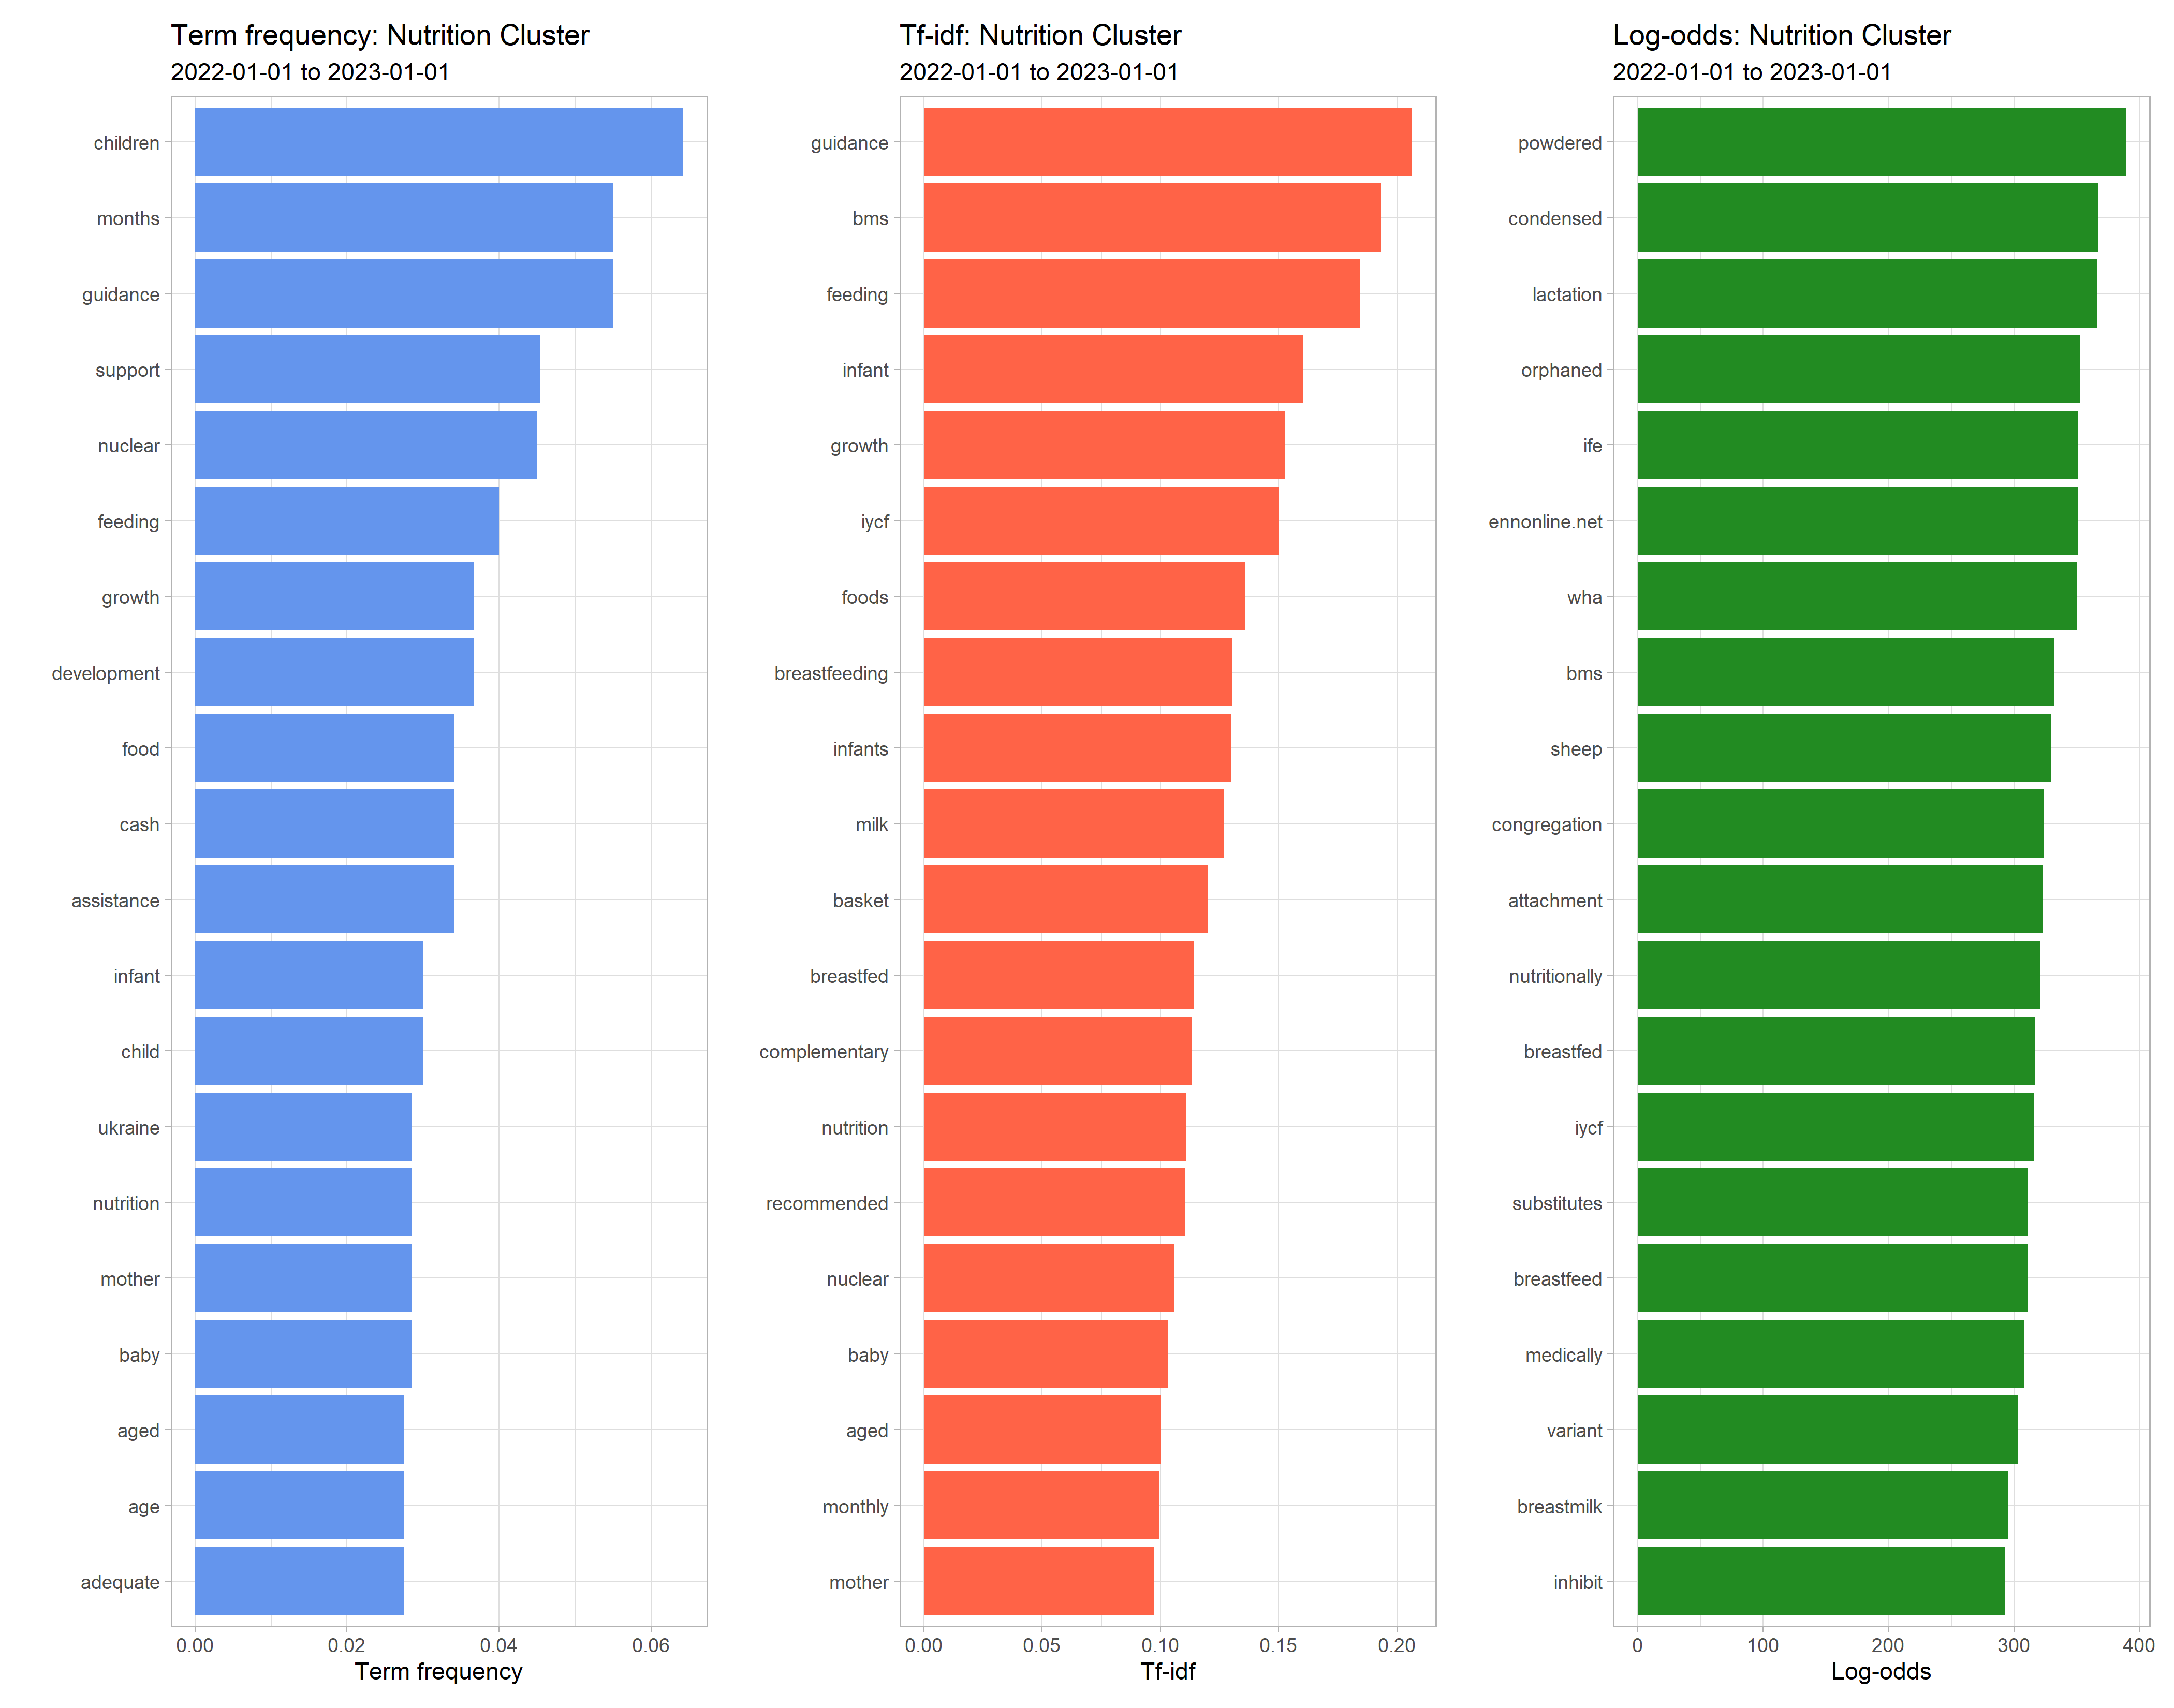 Term frequency: Nutrition Cluster
2022-01-01 to 2023-01-01
children
months
guidance
support
nuclear
feeding
growth
development
food
cash
assistance
infant
child
ukraine
nutrition
mother
baby
aged
age
adequate
0.00 0.02 0.04 0.06
Term frequency
Tf-idf: Nutrition Cluster
2022-01-01 to 2023-01-01
guidance
bms
feeding
infant
growth
iycf
foods
breastfeeding
infants
milk
basket
breastfed
complementary
nutrition
recommended
nuclear
baby
aged
monthly
mother
0.00 0.05 0.10 0.15 0.20
Tf-idf
Log-odds: Nutrition Cluster
2022-01-01 to 2023-01-01
powdered
condensed
lactation
orphaned
ife
ennonline.net
wha
bms
sheep
congregation
attachment
nutritionally
breastfed
iycf
substitutes
breastfeed
medically
variant
breastmilk
inhibit
0 100 200 300 400
Log-odds